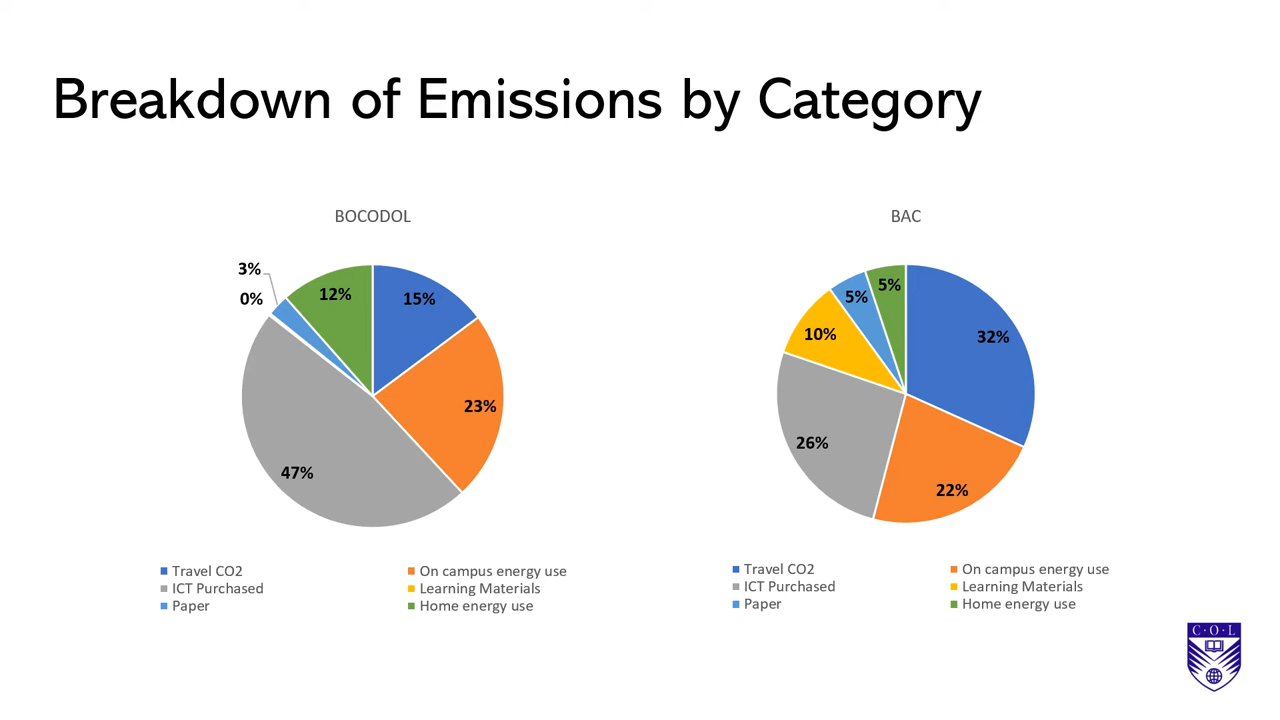 Breakdown of Emissions by Category
BOCODOL
3%
0%
12%
15%
23%
47%
Travel CO2
On campus energy use
ICT Purchased
Learning Materials
Paper
Home energy use
BAC
5%
5%
10%
32%
26%
22%
Travel CO2
On campus energy use
ICT Purchased
Learning Materials
Paper
Home energy use
C·O·L